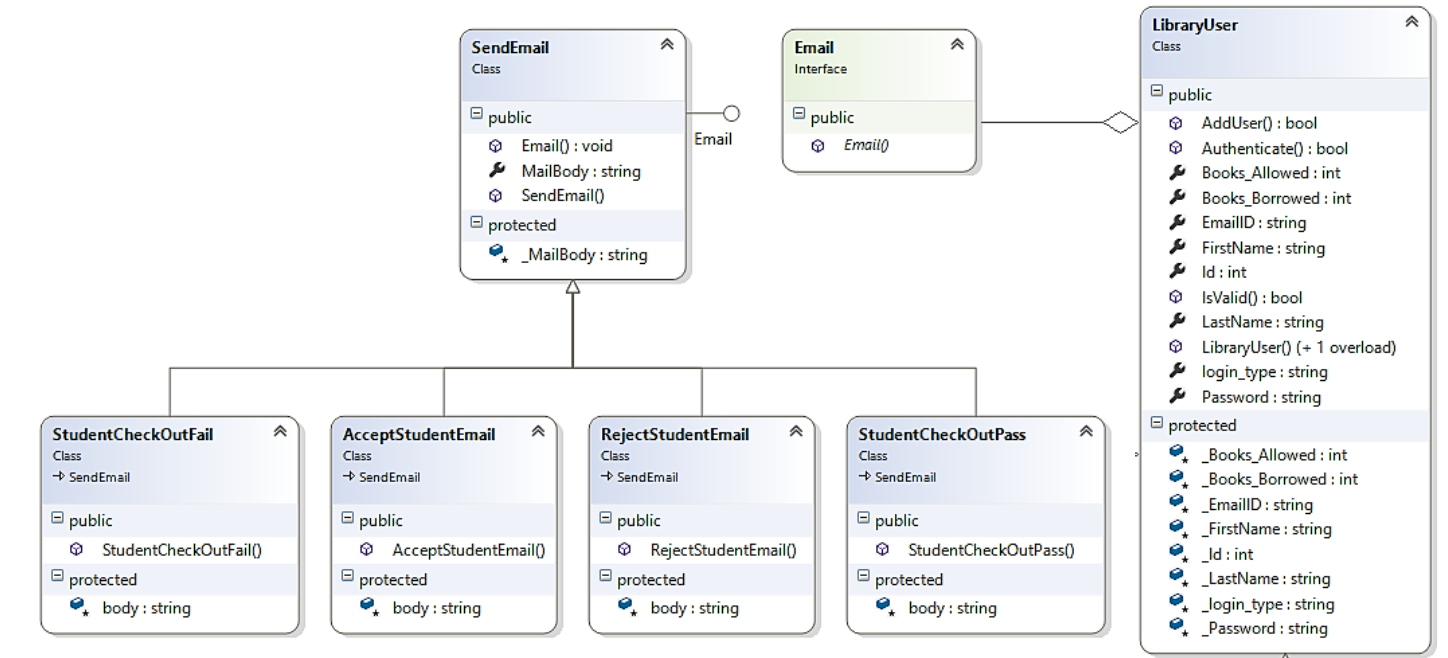 SendEmail
Class
public
Email() : void
MailBody : string
SendEmail()
protected
_MailBody : string
Email
Email
Interface
public
Email()
LibraryUser
Class
public
AddUser() : bool
Authenticate() : bool
Books_Allowed : int
Books_Borrowed : int
EmailID : string
FirstName : string
Id : int
IsValid() : bool
LastName : string
LibraryUser() (+ 1 overload)
login_type : string
Password : string
protected
_Books_Allowed : int
_Books_Borrowed : int
_EmailID : string
_FirstName : string
_Id : int
_LastName : string
_login_type : string
_Password : string
StudentCheckOutFail
Class
SendEmail
public
StudentCheckOutFail()
protected
body : string
AcceptStudentEmail
Class
SendEmail
public
AcceptStudentEmail()
protected
body : string
RejectStudentEmail
Class
SendEmail
public
RejectStudentEmail()
protected
body : string
StudentCheckOutPass
Class
SendEmail
public
StudentCheckOutPass()
protected
body : string